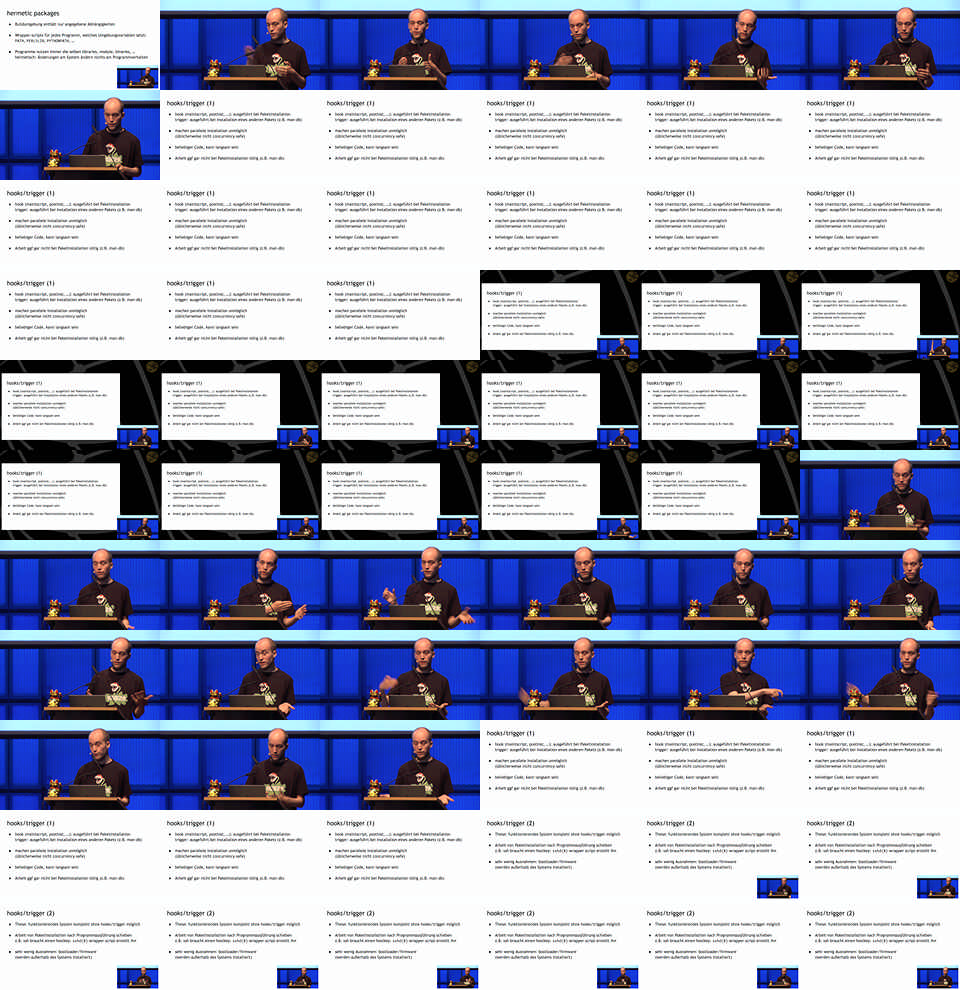 hermetic packages
• Buildumgebung enthält nur angegebene Abhängigkeiten
• Wrapper-scripts für jedes Programm, welches Umgebungsvariablen setzt:
PATH, PERL5LIB, PYTHONPATH, …
• Programme nutzen immer die selben libraries, module, binaries, …
hermetisch: Änderungen am System ändern nichts am Programmverhalten
hooks/trigger (1)
• hook (maintscript, postinst, …): ausgeführt bei Paketinstallation
trigger: ausgeführt bei Installation eines anderen Pakets (z.B. man-db)
• machen parallele Installation unmöglich
(üblicherweise nicht concurrency-safe)
• beliebiger Code, kann langsam sein
• Arbeit ggf gar nicht bei Paketinstallation nötig (z.B. man-db)
hooks/trigger (2)
• These: funktionierendes System komplett ohne hooks/trigger möglich
• Arbeit von Paketinstallation nach Programmausführung schieben
z.B. ssh braucht einen hostkey: sshd(8) wrapper script erstellt ihn
• sehr wenig Ausnahmen: bootloader/firmware
(werden außerhalb des Systems installiert)